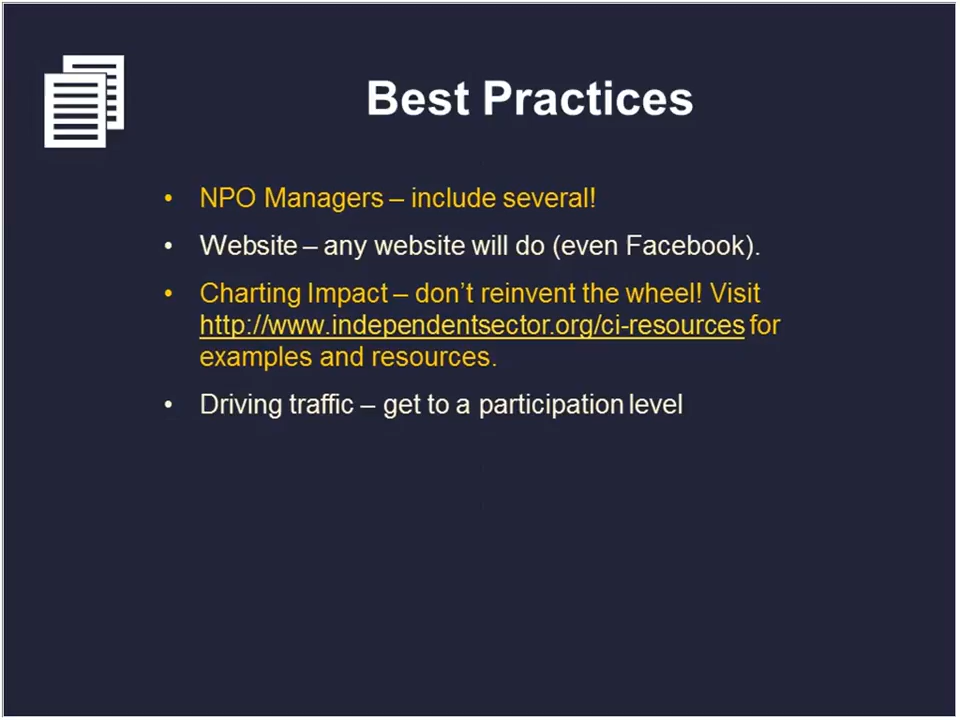 Best Practices
• NPO Managers – include several!
• Website – any website will do (even Facebook).
• Charting Impact – don’t reinvent the wheel! Visit
http://www.independentsector.org/ci-resources for
examples and resources.
• Driving traffic – get to a participation level